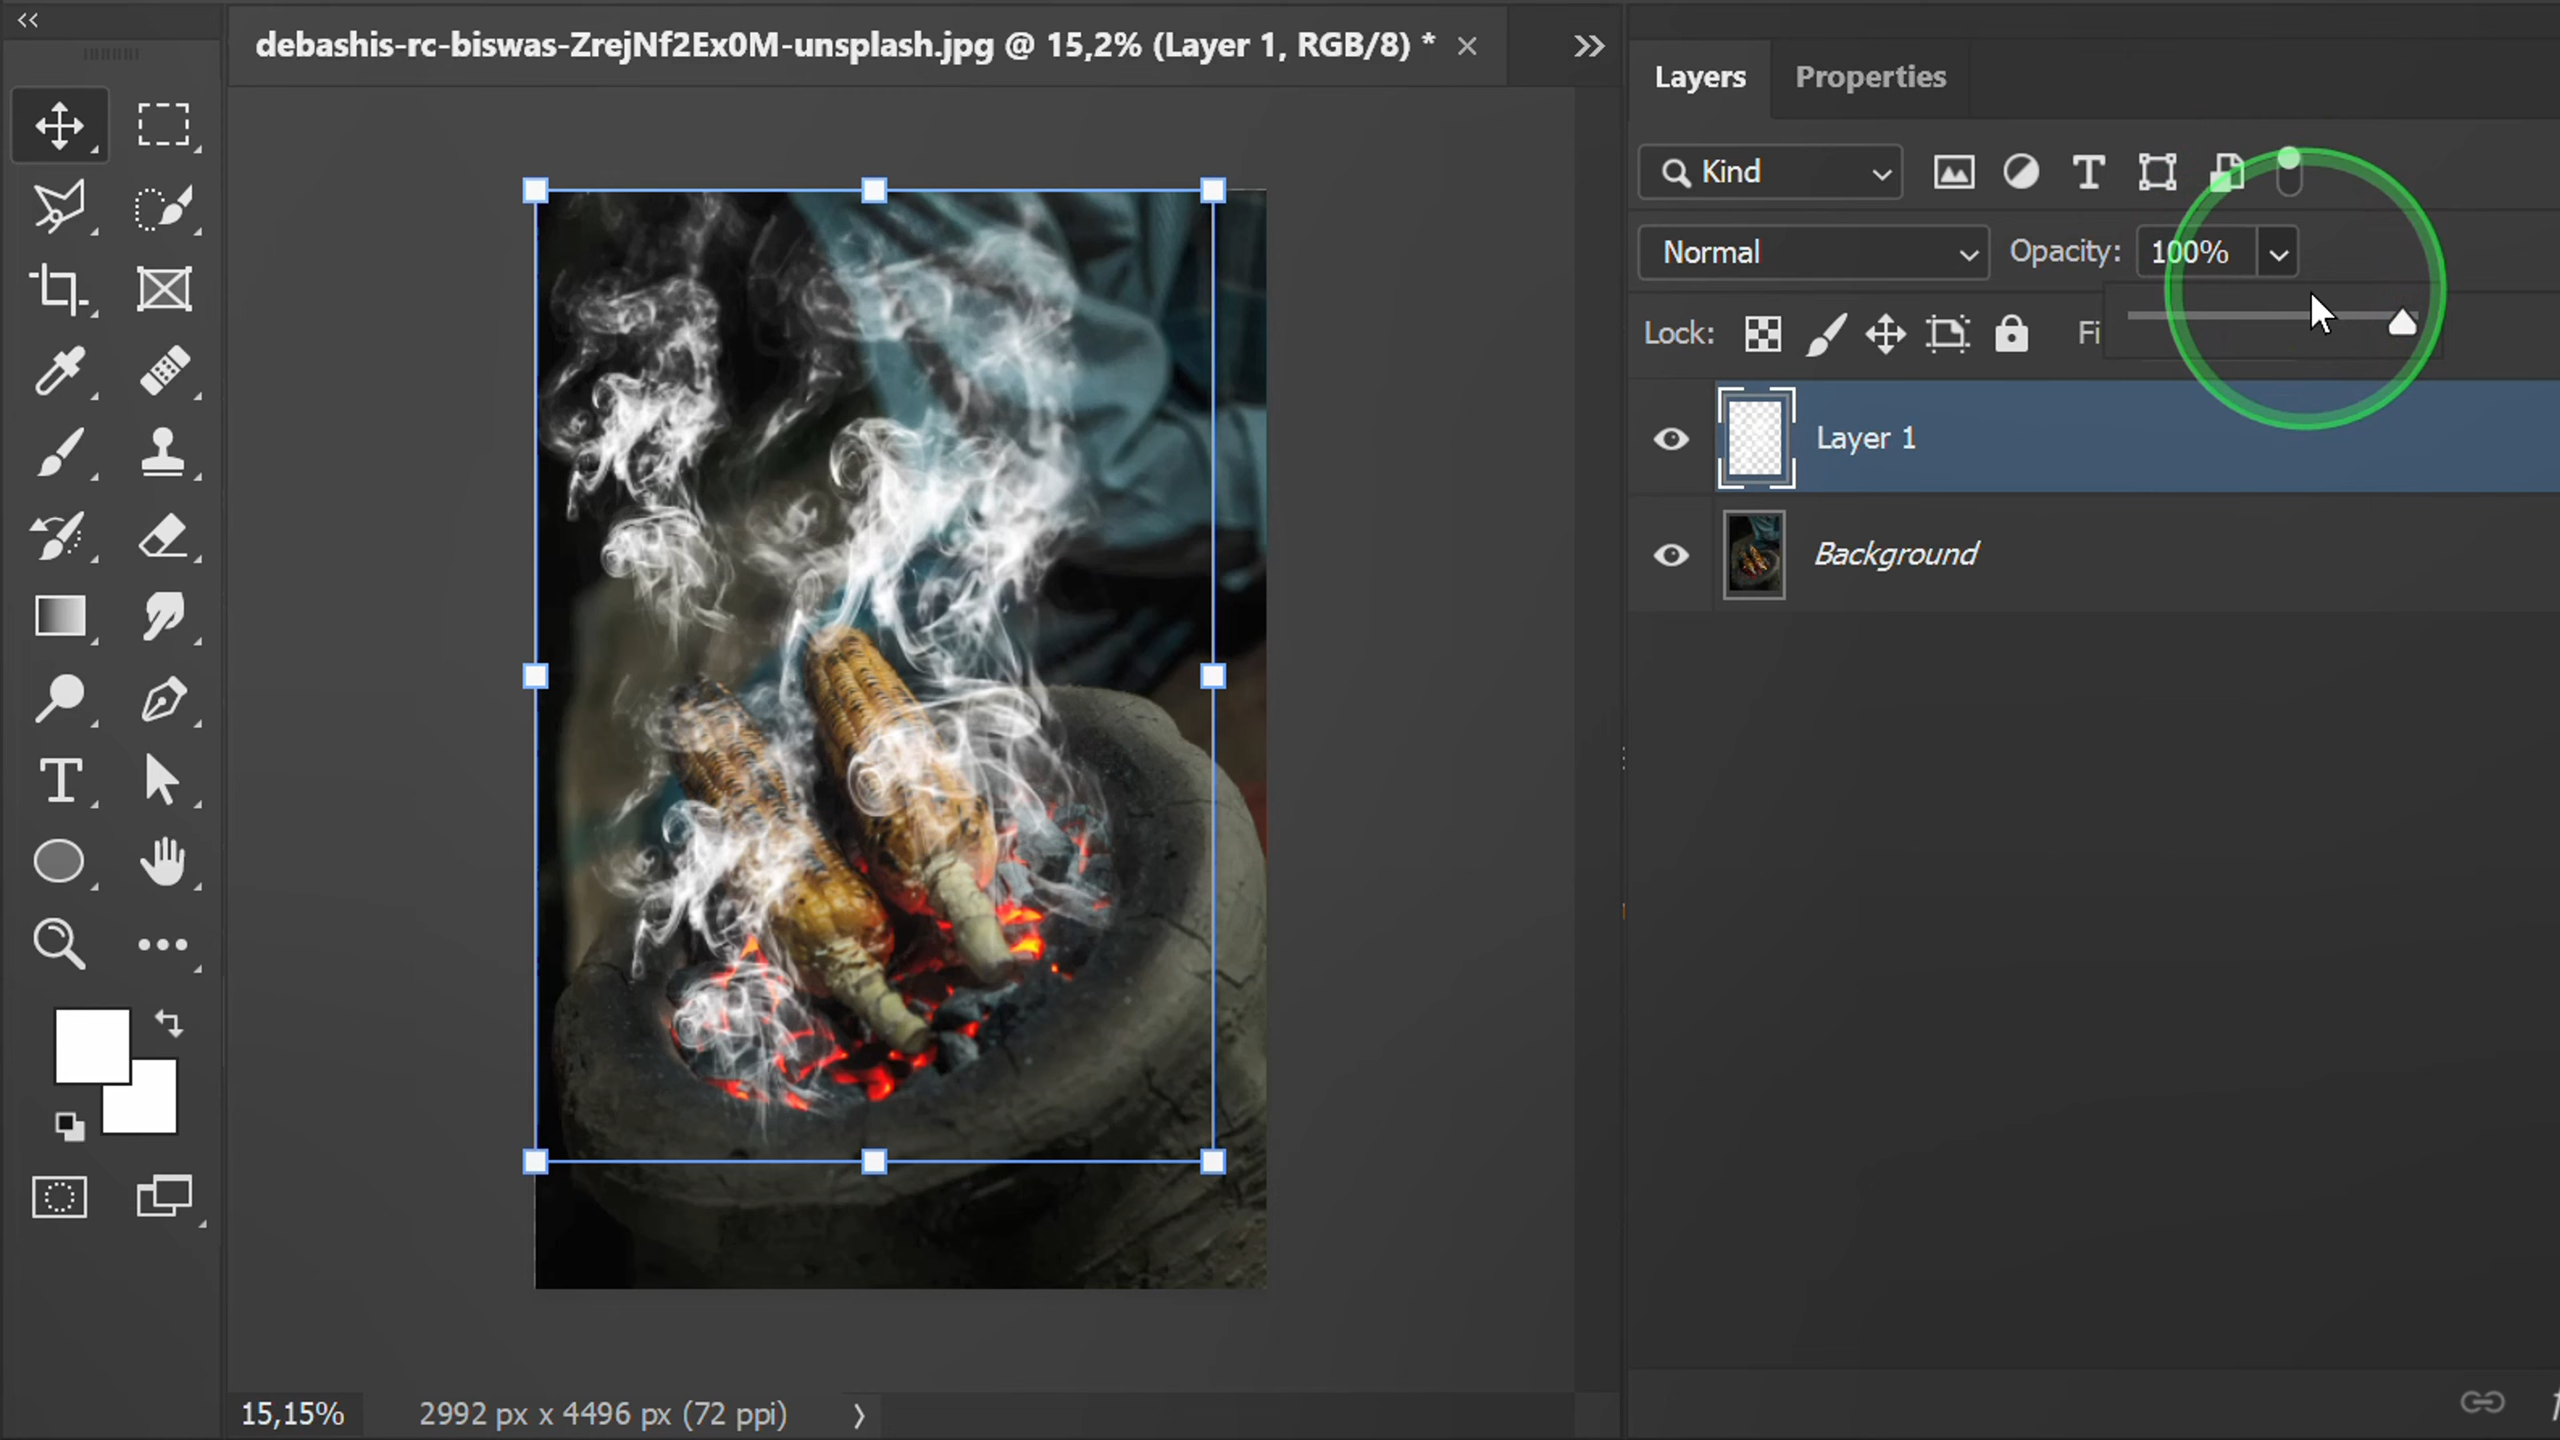 debashis-rc-biswas-ZrejNf2Ex0M-unsplash.jpg @ 15,2% (Layer 1, RGB/8) *
Layers
Properties
Kind
Normal
Opacity: 100%
Lock:
Fi
Layer 1
Background
15,15%
2992 px x 4496 px (72 ppi)